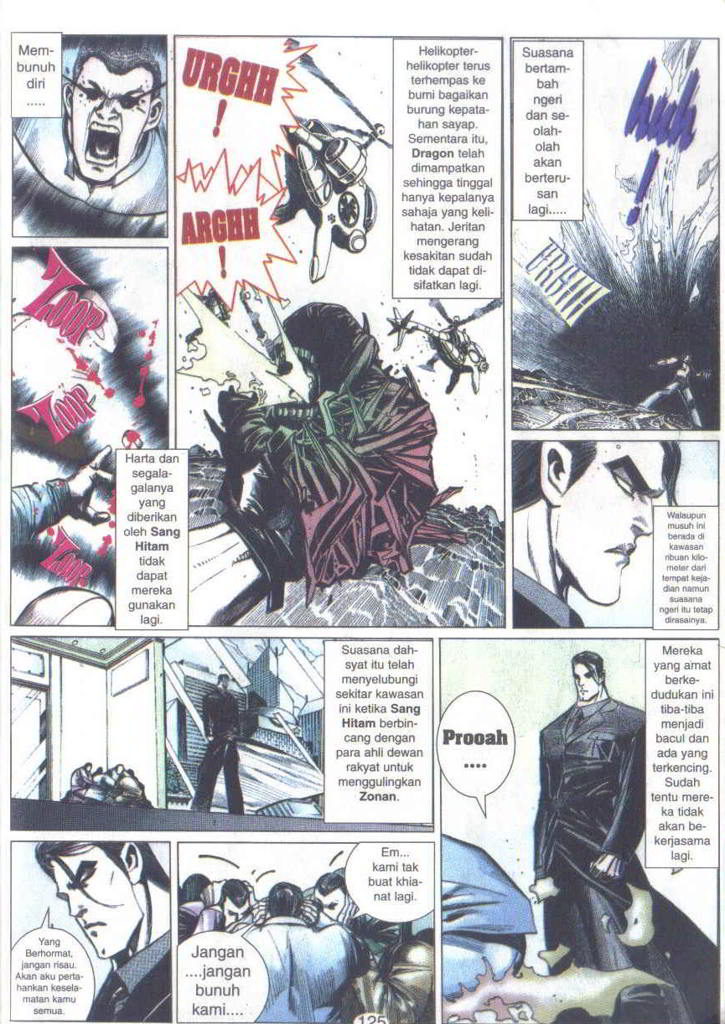 Mem-
bunuh
diri
.....
URGHH
!
ARGHH
!
Helikopter-
helikopter terus
terhempas ke
bumi bagaikan
burung kepata-
han sayap.
Sementara itu,
Dragon telah
dimampatkan
sehingga tinggal
hanya kepalanya
sahaja yang keli-
hatan. Jeritan
mengerang
kesakitan sudah
tidak dapat di-
sifatkan lagi.
Suasana
bertam-
bah
ngeri
dan se-
olah-
olah
akan
berteru-
san
lagi.....
huh
!
ZOOP
ZOOP
ZOOP
Harta dan
segala-
galanya
yang
diberikan
oleh Sang
Hitam
tidak
dapat
mereka
gunakan
lagi.
Walaupun
musuh ini
berada di
kawasan
ribuan kilo-
meter dari
tempat keja-
dian namun
suasana
ngeri itu tetap
dirasainya.
Suasana dah-
syat itu telah
menyelubungi
sekitar kawasan
ini ketika Sang
Hitam berbin-
cang dengan
para ahli dewan
rakyat untuk
menggulingkan
Zonan.
Prooah
....
Mereka
yang amat
berke-
dudukan ini
tiba-tiba
menjadi
bacul dan
ada yang
terkencing.
Sudah
tentu mere-
ka tidak
akan be-
kerjasama
lagi.
Yang
Berhormat,
jangan risau.
Akan aku perta-
hankan kesela-
matan kamu
semua.
Em...
kami tak
buat khia-
nat lagi.
Jangan
....jangan
bunuh
kami....
125